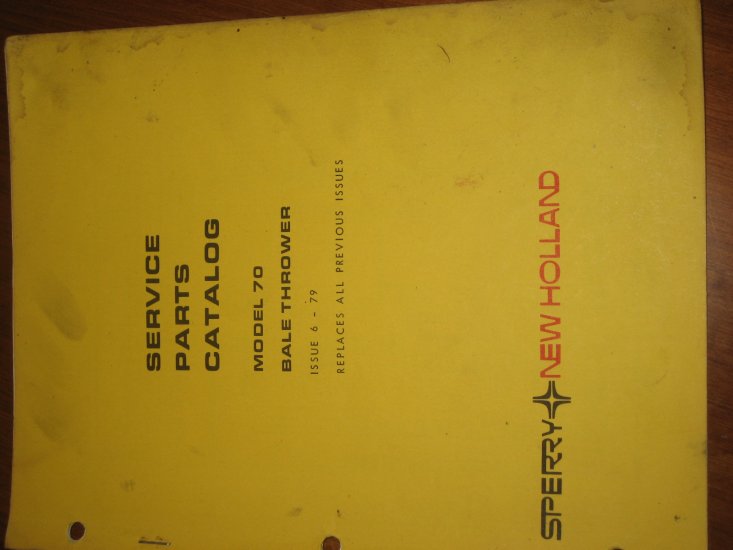 SERVICE
PARTS
CATALOG
MODEL 70
BALE THROWER
ISSUE 6 - 79
REPLACES ALL PREVIOUS ISSUES
SPERRY NEW HOLLAND